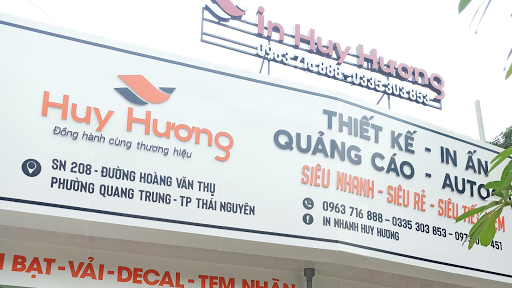 in Huy Hương
0963 716 888 - 0335 303 853
Huy Hương
Đồng hành cùng thương hiệu
SN 208 - ĐƯỜNG HOÀNG VĂN THỤ
PHƯỜNG QUANG TRUNG - TP THÁI NGUYÊN
THIẾT KẾ - IN ẤN
QUẢNG CÁO - AUTO
SIÊU NHANH - SIÊU RẺ - SIÊU
0963 716 888 - 0335 303 853
IN NHANH HUY HƯƠNG
BẠT - VẢI - DECAL - TEM NHÃN